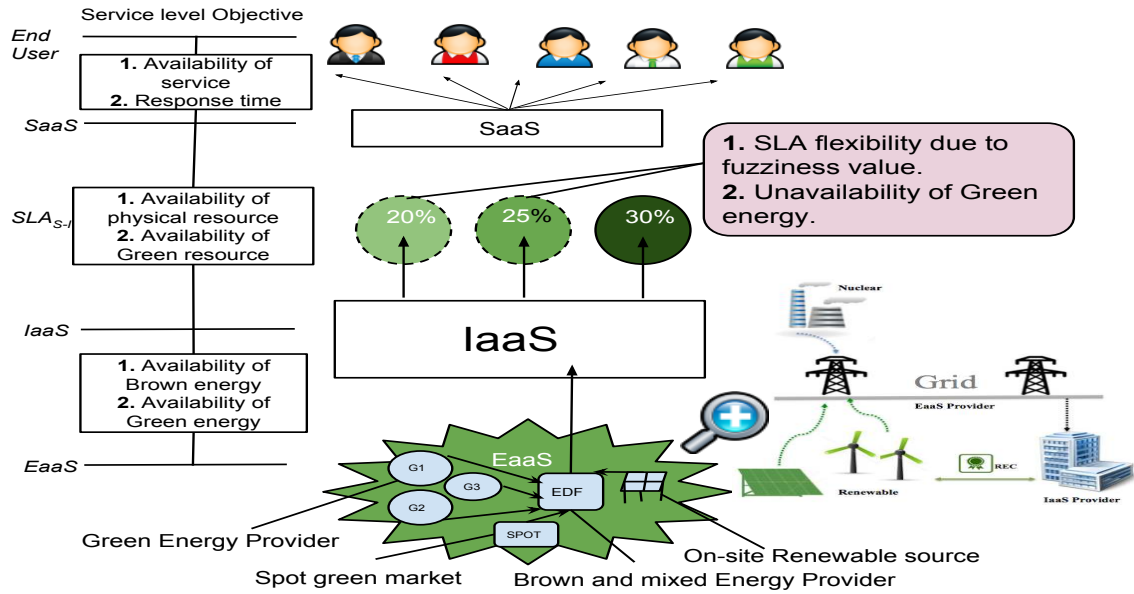 Service level Objective
End
User
1. Availability of
service
2. Response time
SaaS
SaaS
1. SLA flexibility due to
fuzziness value.
2. Unavailability of Green
energy.
1. Availability of
physical resource
2. Availability of
Green resource
SLAS-I
20%
25%
30%
IaaS
IaaS
1. Availability of
Brown energy
2. Availability of
Green energy
EaaS
Nuclear
Grid
EaaS Provider
REC
Renewable
IaaS Provider
EaaS
G1
G3
G2
EDF
SPOT
Green Energy Provider
Spot green market
On-site Renewable source
Brown and mixed Energy Provider